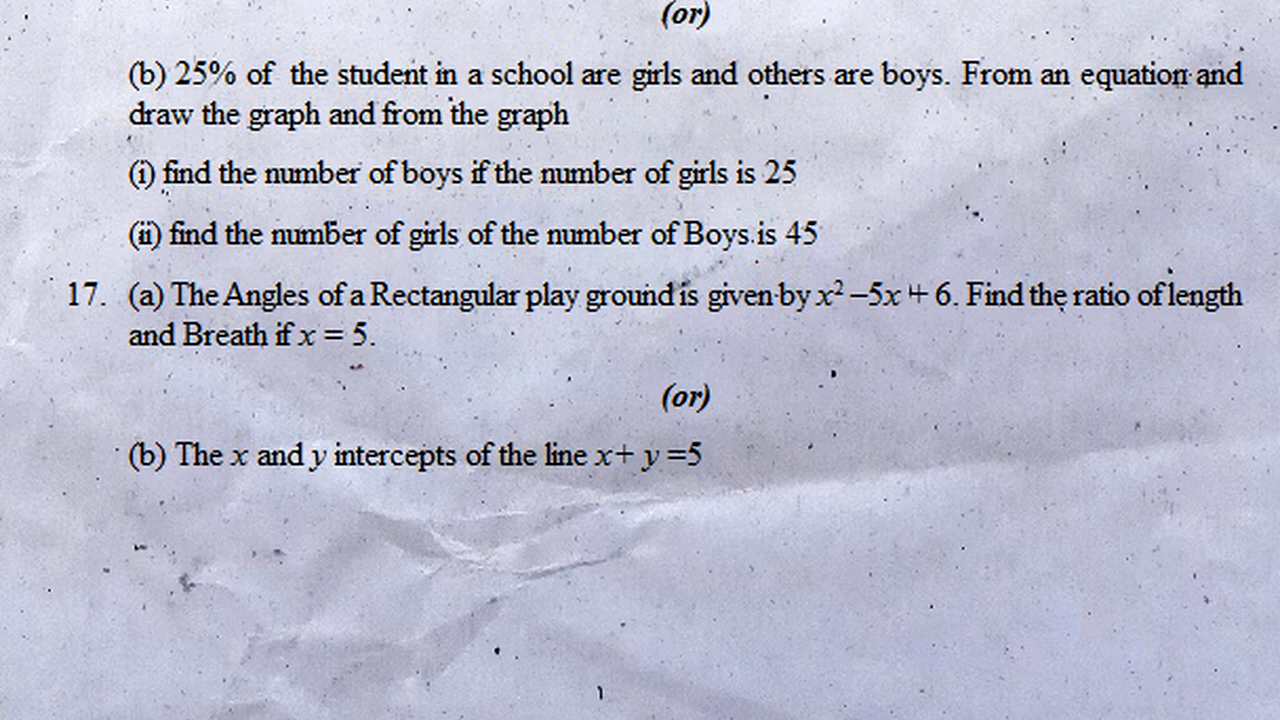 (or)
(b) 25% of the student in a school are girls and others are boys. From an equation and
draw the graph and from the graph
(i) find the number of boys if the number of girls is 25
(ii) find the number of girls of the number of Boys is 45
17. (a) The Angles of a Rectangular play ground is given by x² – 5x + 6. Find the ratio of length
and Breath if x = 5.
(or)
(b) The x and y intercepts of the line x + y = 5